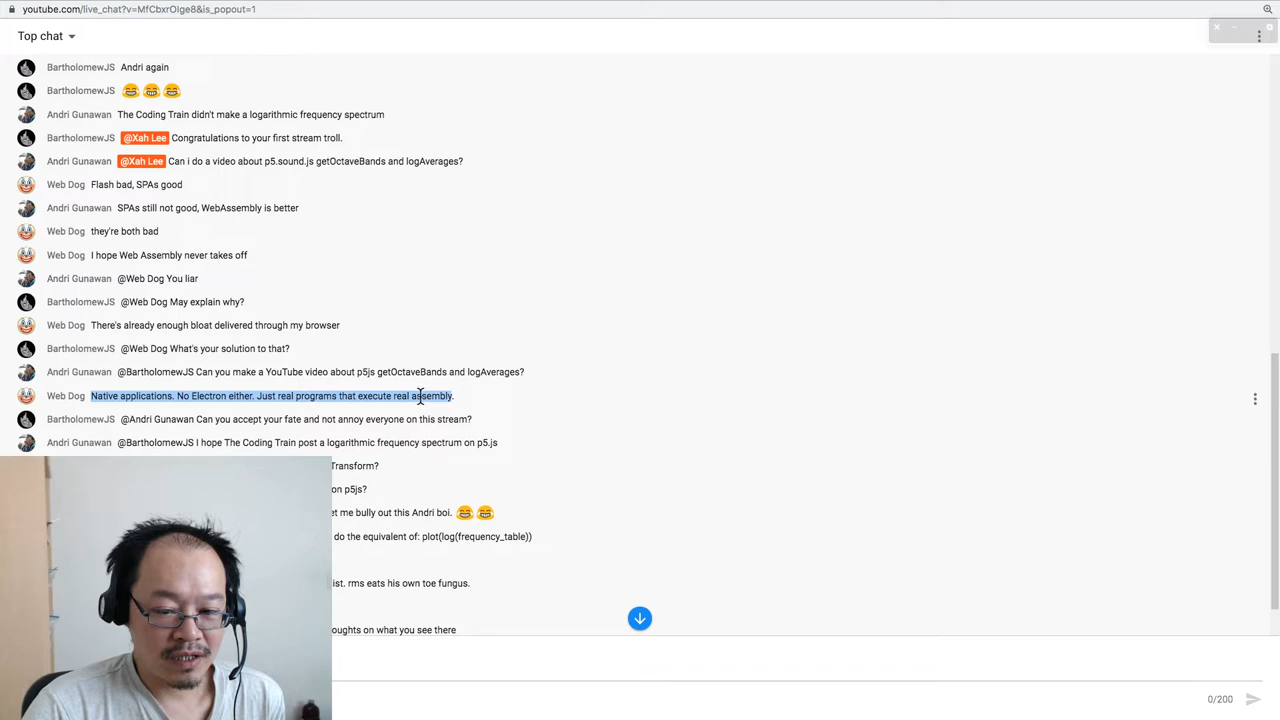 youtube.com/live_chat?v=MfCbxrOIge8&is_popout=1
Top chat
BartholomewJS Andri again
BartholomewJS 😂😂😂
Andri Gunawan The Coding Train didn't make a logarithmic frequency spectrum
BartholomewJS @Xah Lee Congratulations to your first stream troll.
Andri Gunawan @Xah Lee Can i do a video about p5.sound.js getOctaveBands and logAverages?
Web Dog Flash bad, SPAs good
Andri Gunawan SPAs still not good, WebAssembly is better
Web Dog they're both bad
Web Dog I hope Web Assembly never takes off
Andri Gunawan @Web Dog You liar
BartholomewJS @Web Dog May explain why?
Web Dog There's already enough bloat delivered through my browser
BartholomewJS @Web Dog What's your solution to that?
Andri Gunawan @BartholomewJS Can you make a YouTube video about p5js getOctaveBands and logAverages?
Web Dog Native applications. No Electron either. Just real programs that execute real assembly.
BartholomewJS @Andri Gunawan Can you accept your fate and not annoy everyone on this stream?
Andri Gunawan @BartholomewJS I hope The Coding Train post a logarithmic frequency spectrum on p5.js
Transform?
on p5js?
et me bully out this Andri boi. 😂😂
do the equivalent of: plot(log(frequency_table))
ist. rms eats his own toe fungus.
oughts on what you see there
0/200